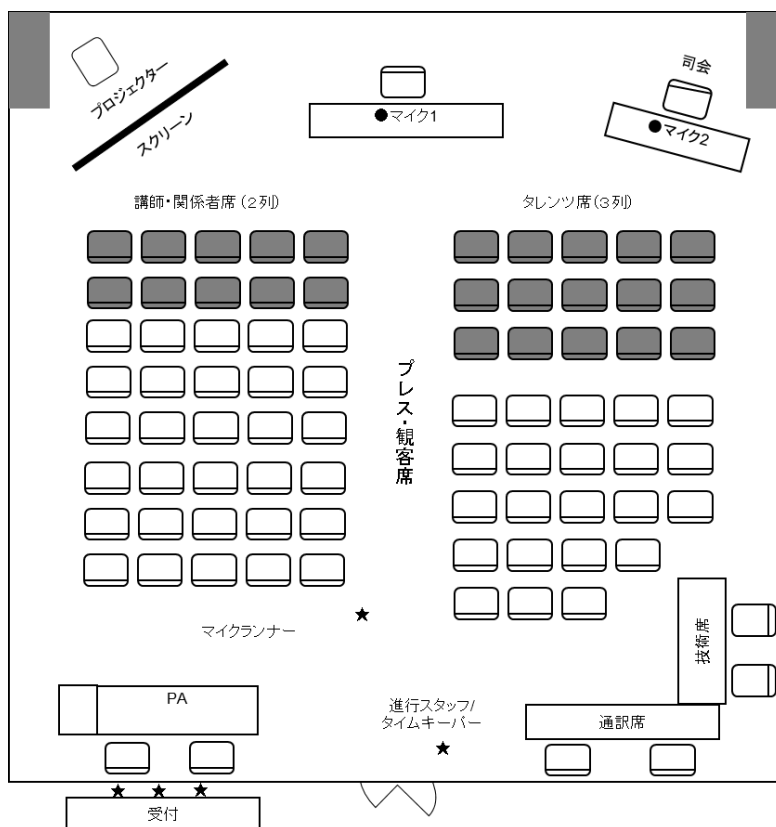 プロジェクター
スクリーン
マイク1
司会
マイク2
講師・関係者席（2列）
タレンツ席（3列）
プレス・観客席
マイクランナー
技術席
PA
進行スタッフ/
タイムキーパー
通訳席
受付